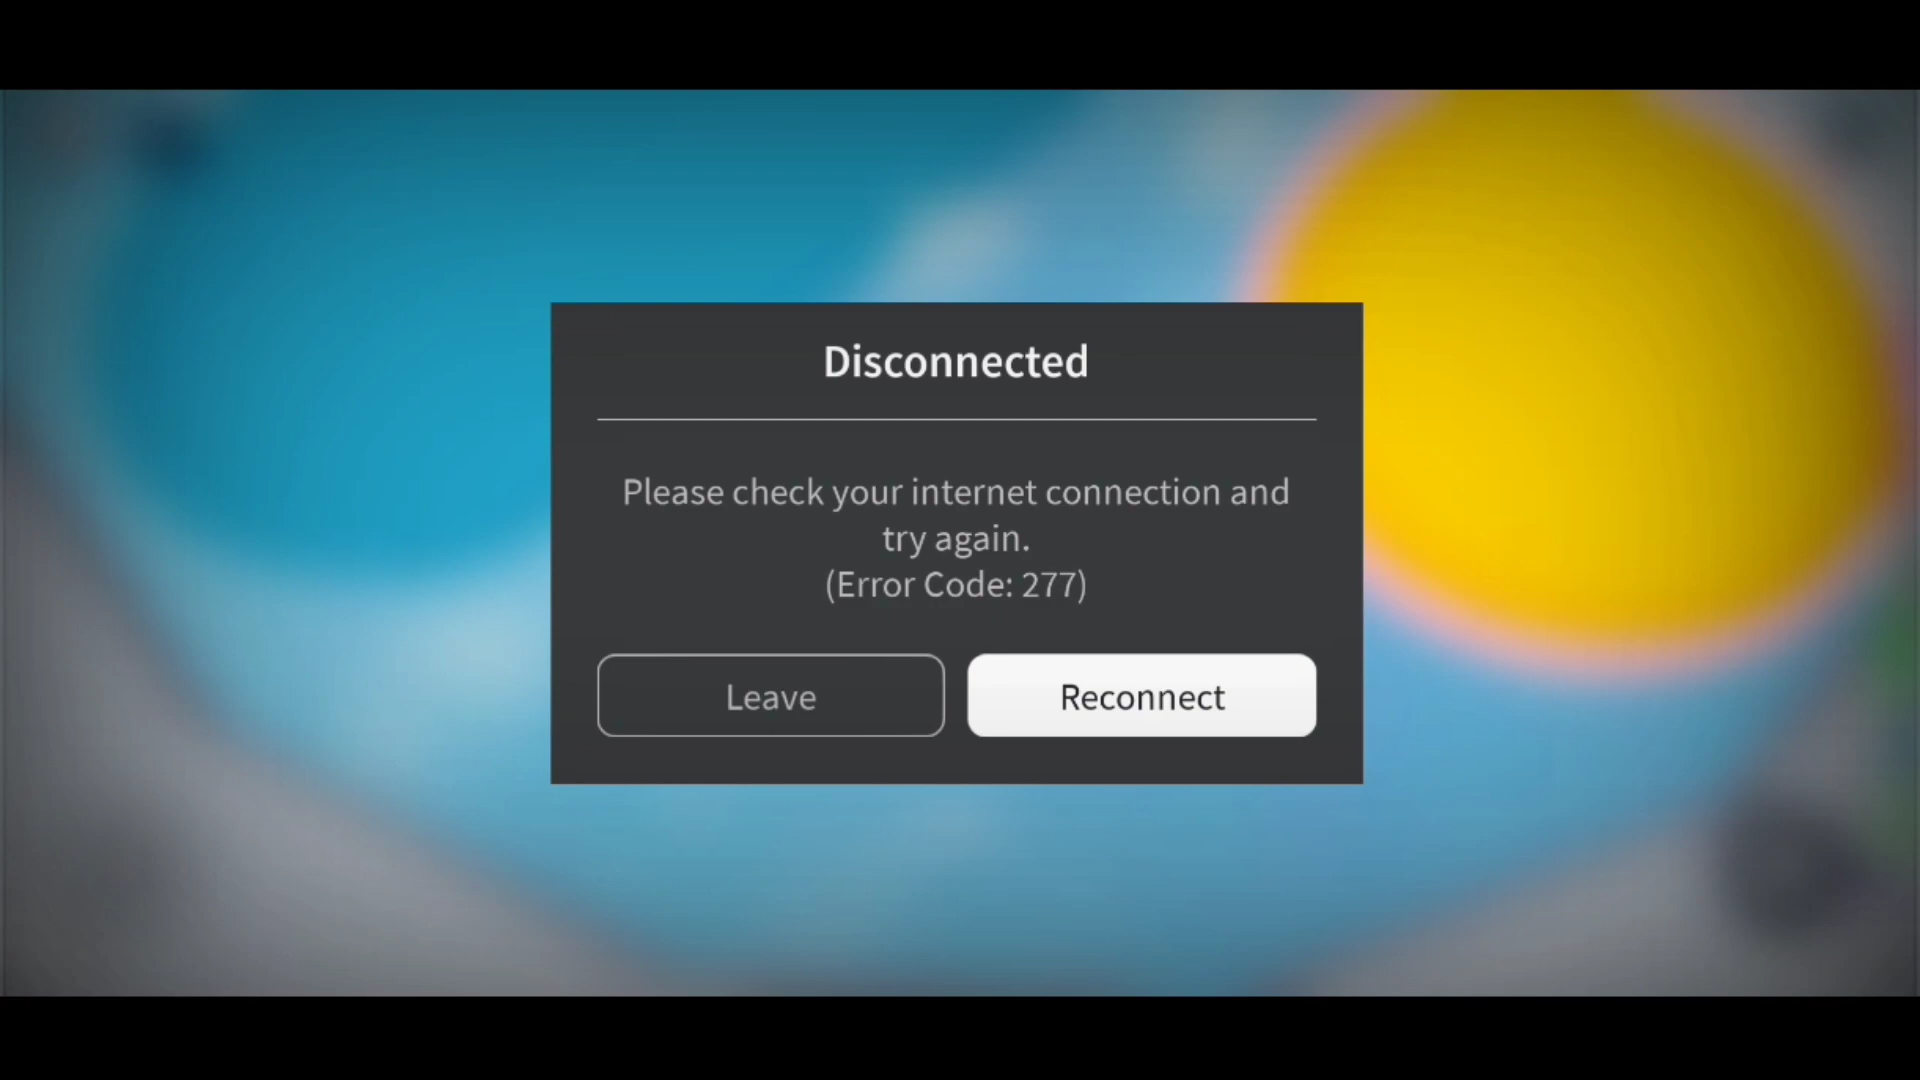 Disconnected
Please check your internet connection and
try again.
(Error Code: 277)
Leave
Reconnect